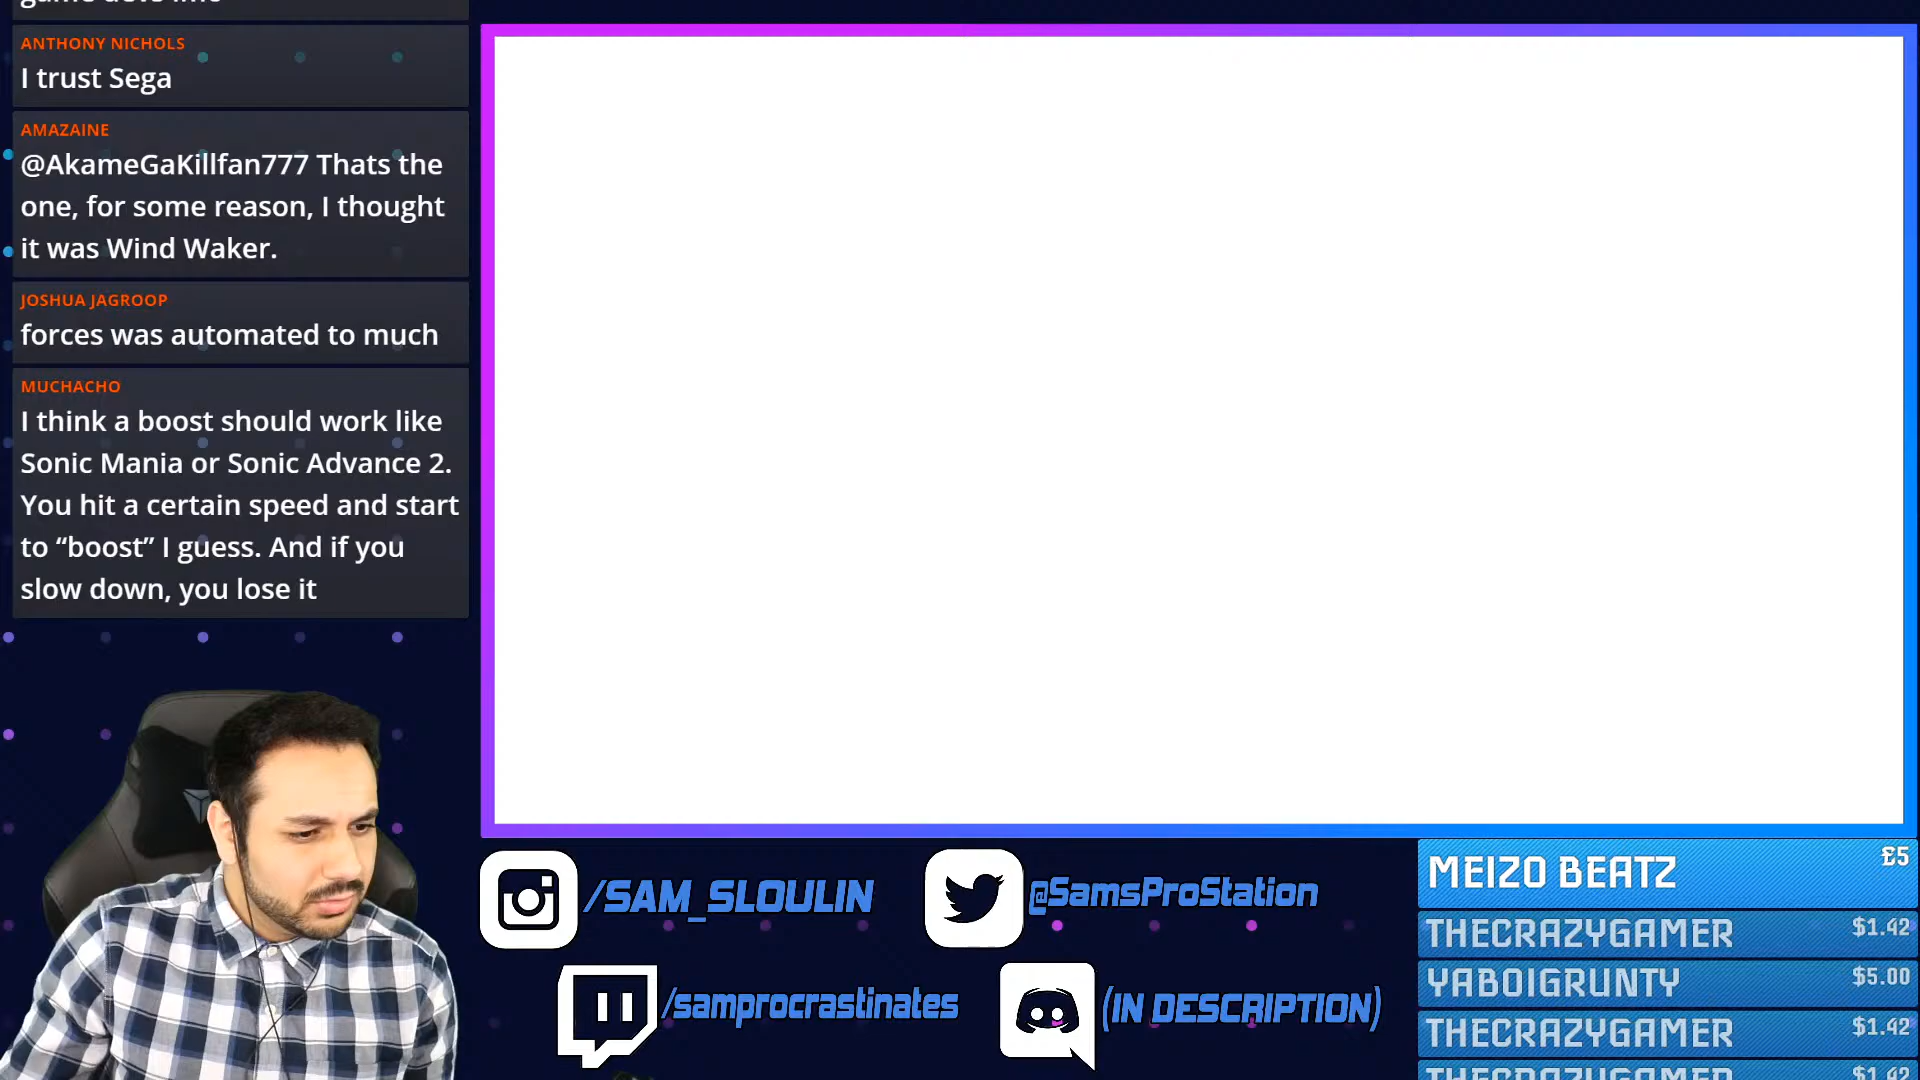 ANTHONY NICHOLS
I trust Sega
AMAZAINE
@AkameGaKillfan777 Thats the
one, for some reason, I thought
it was Wind Waker.
JOSHUA JAGROOP
forces was automated to much
MUCHACHO
I think a boost should work like
Sonic Mania or Sonic Advance 2.
You hit a certain speed and start
to “boost” I guess. And if you
slow down, you lose it
/SAM_SLOULIN
@SamsProStation
/samprocrastinates
(IN DESCRIPTION)
MEIZO BEATZ £5
THECRAZYGAMER $1.42
YABOIGRUNTY $5.00
THECRAZYGAMER $1.42
THECRAZYGAMER $1.42